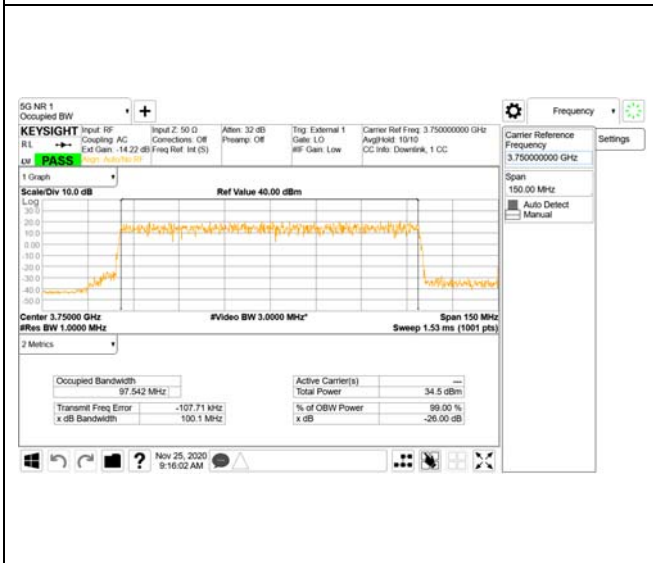 5G NR 1
Occupied BW
Frequency
KEYSIGHT
RL
PASS
Input: RF
Coupling: AC
Ext Gain: -14.22 dB
Align: Auto/No RF
Input Z: 50 Ω
Corrections: Off
Freq Ref: Int (S)
Atten: 32 dB
Preamp: Off
Trig: External 1
Gate: LO
#IF Gain: Low
Carrier Ref Freq: 3.750000000 GHz
Avg|Hold: 10/10
CC Info: Downlink, 1 CC
Carrier Reference
Frequency
3.750000000 GHz
Settings
Span
150.00 MHz
Auto Detect
Manual
1 Graph
Scale/Div 10.0 dB
Ref Value 40.00 dBm
Log
30.0
20.0
10.0
0.00
-10.0
-20.0
-30.0
-40.0
-50.0
Center 3.75000 GHz
#Video BW 3.0000 MHz*
Span 150 MHz
#Res BW 1.0000 MHz
Sweep 1.53 ms (1001 pts)
2 Metrics
Occupied Bandwidth
97.542 MHz
Active Carrier(s)
---
Total Power
34.5 dBm
Transmit Freq Error
-107.71 kHz
% of OBW Power
99.00 %
x dB Bandwidth
100.1 MHz
x dB
-26.00 dB
?
Nov 25, 2020
9:16:02 AM